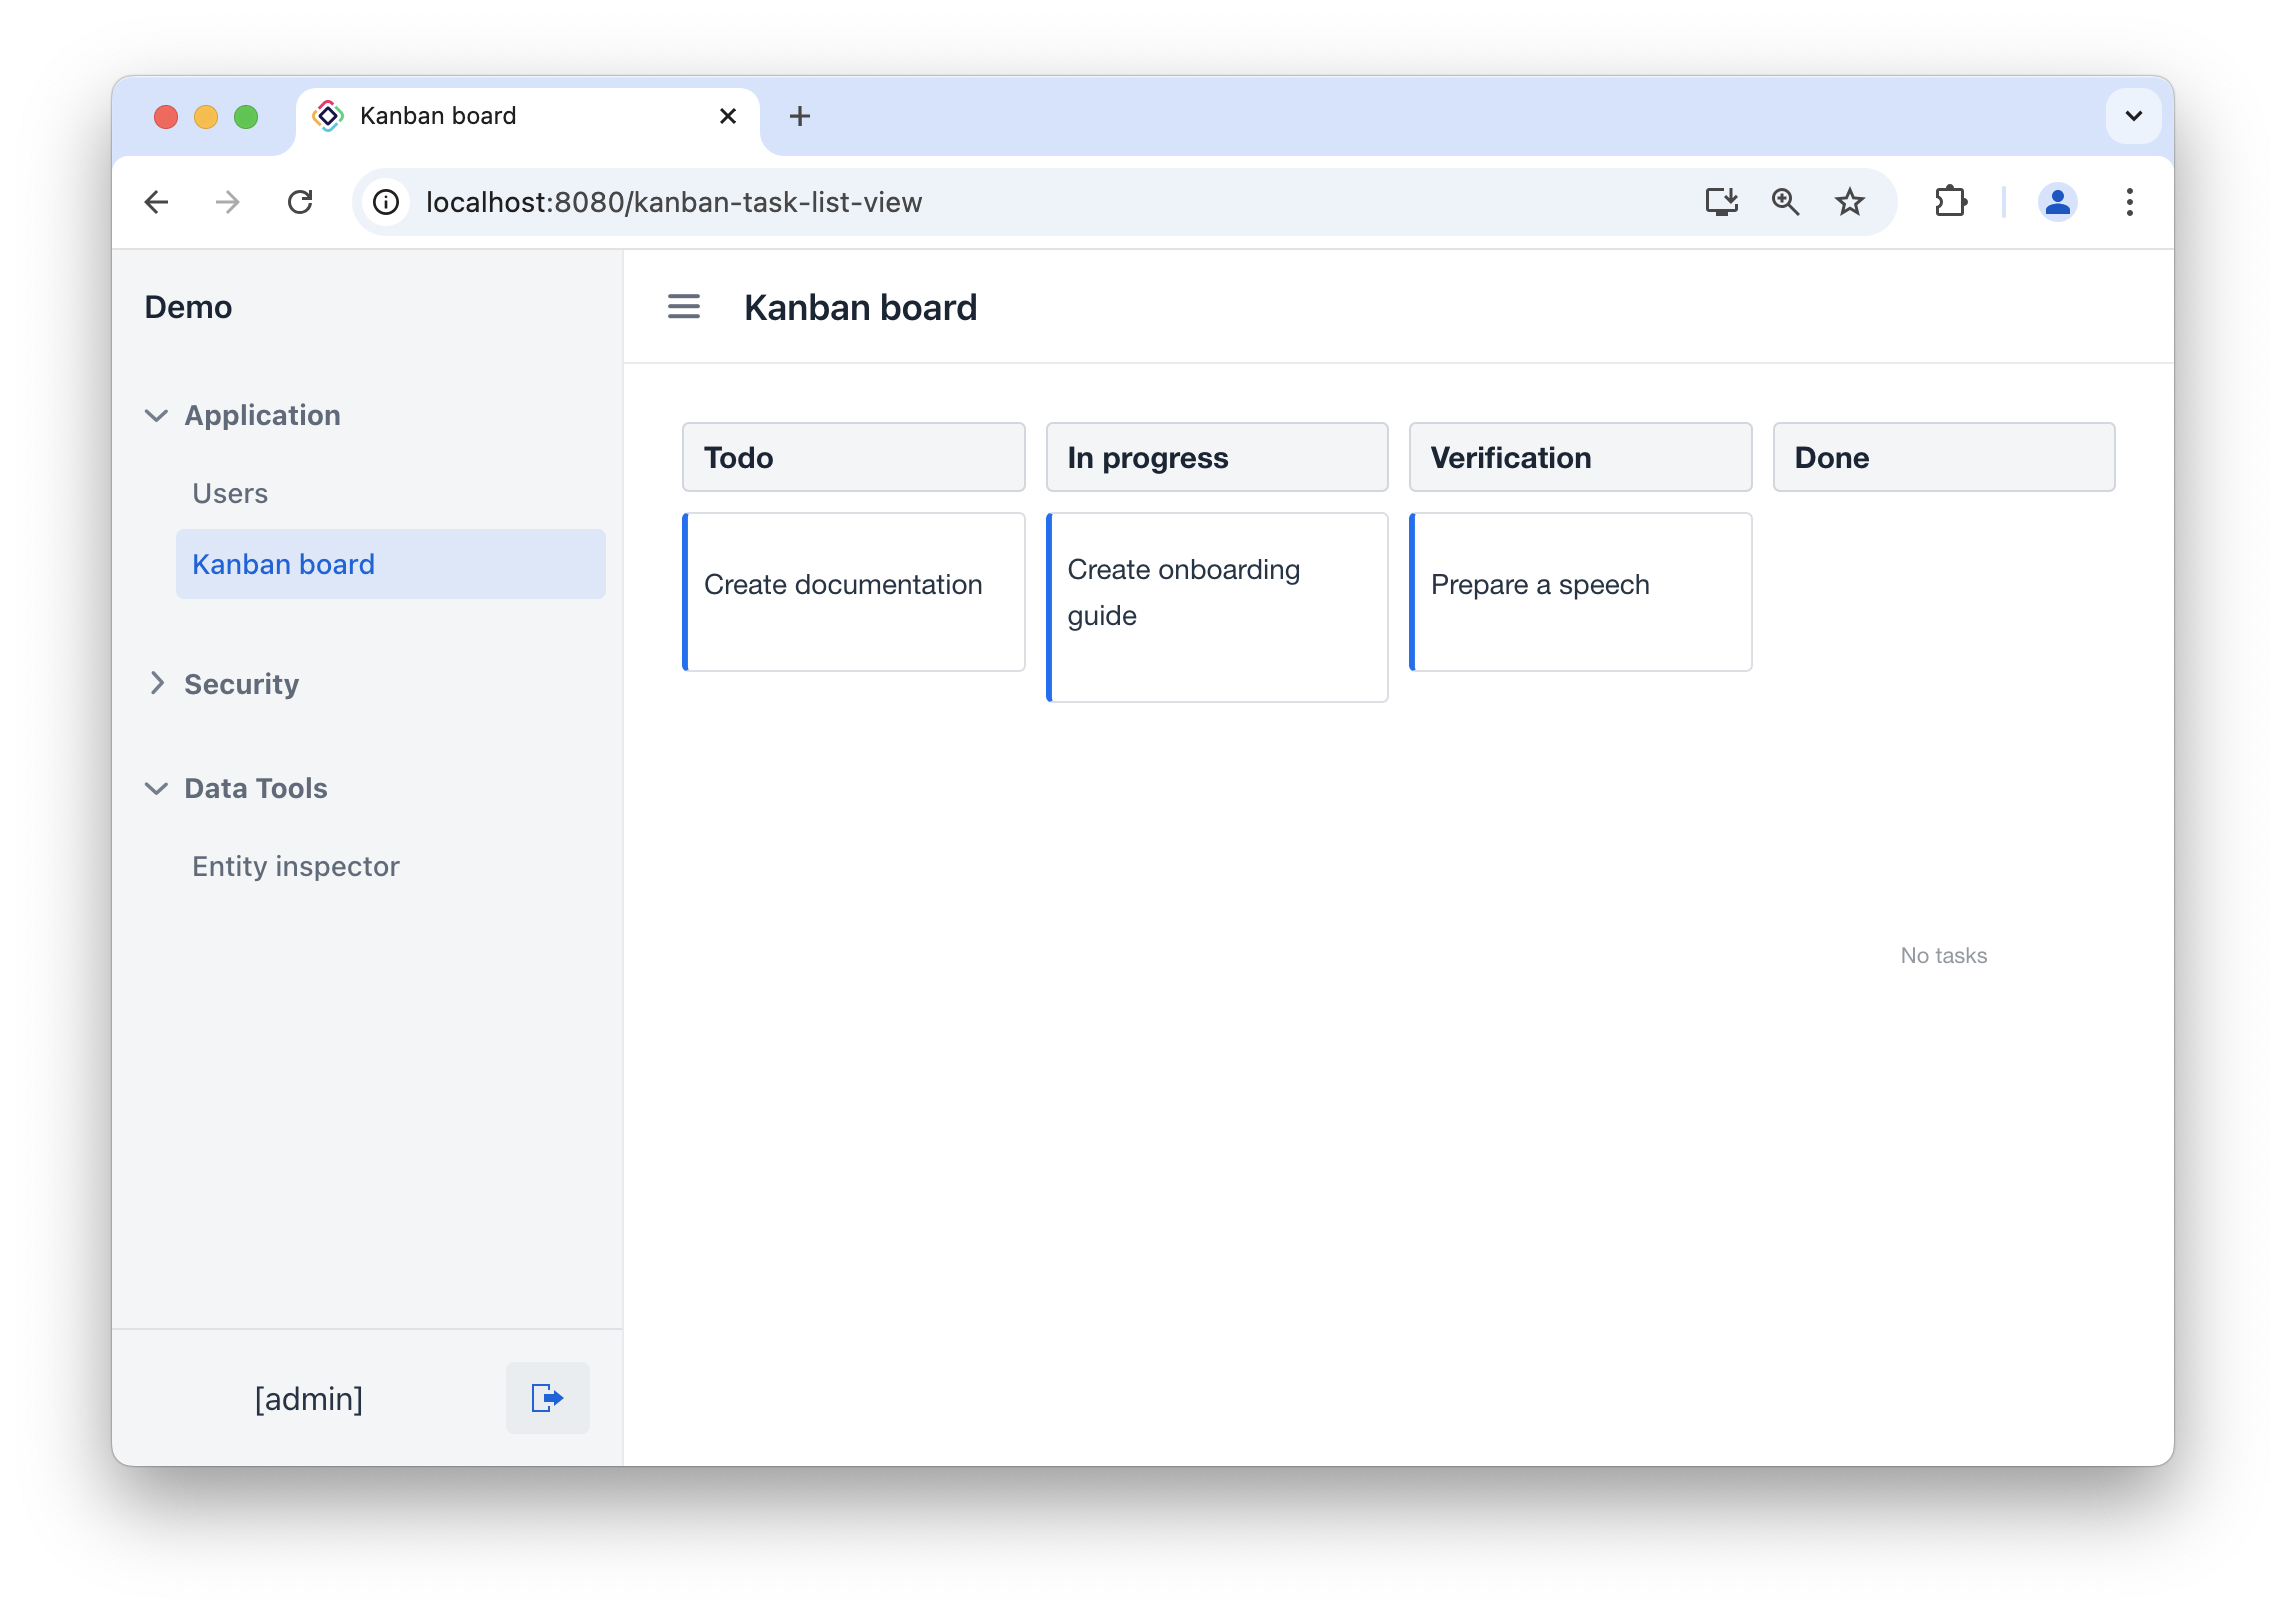 Kanban board
localhost:8080/kanban-task-list-view
Demo
Kanban board
Application
Users
Kanban board
Security
Data Tools
Entity inspector
[admin]
Todo
In progress
Verification
Done
Create documentation
Create onboarding
guide
Prepare a speech
No tasks